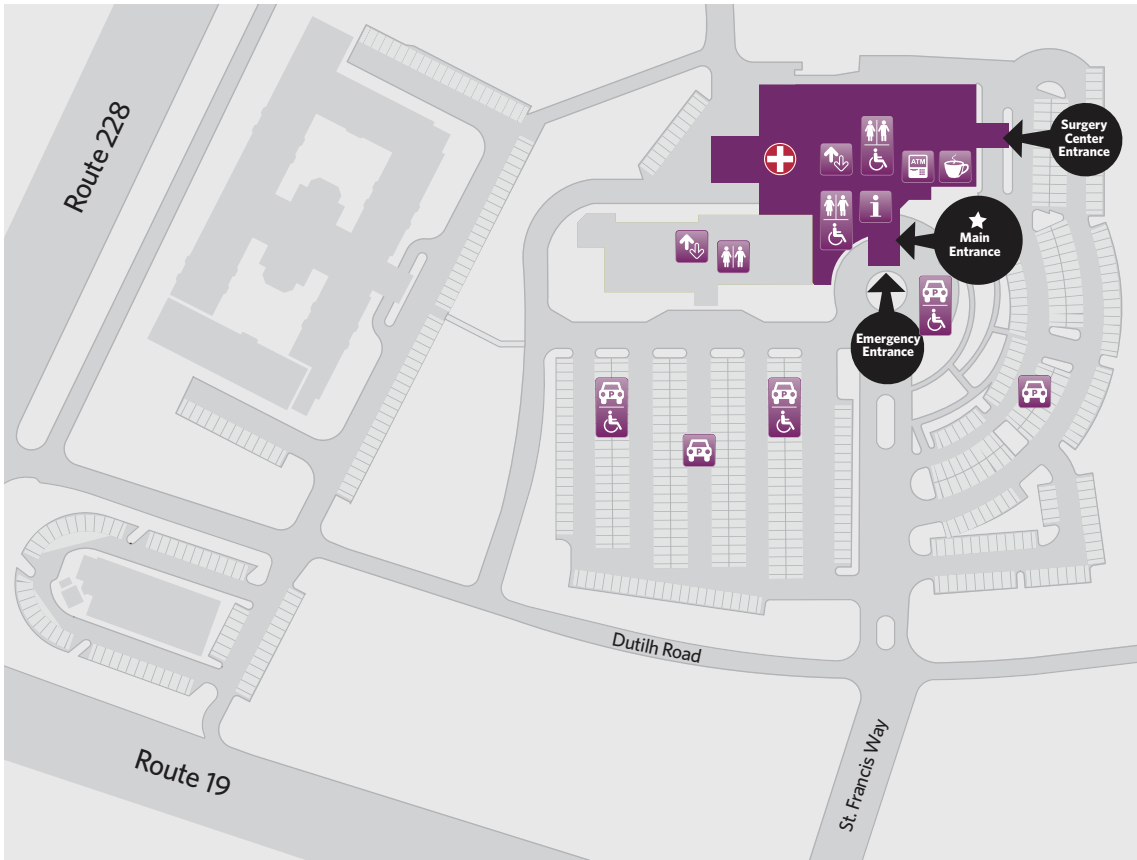 Route 228
Surgery
Center
Entrance
ATM
i
Main
Entrance
P
Emergency
Entrance
P
P
P
P
Dutilh Road
Route 19
St. Francis Way